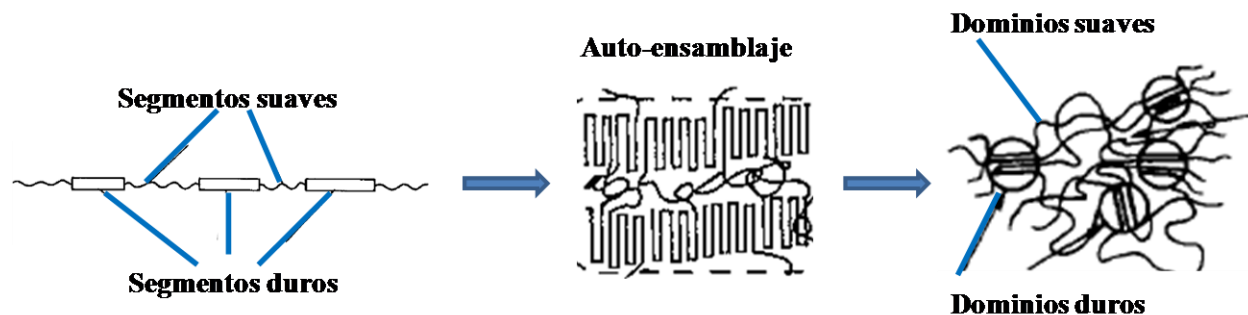 Segmentos suaves
Segmentos duros
Auto-ensamblaje
Dominios suaves
Dominios duros